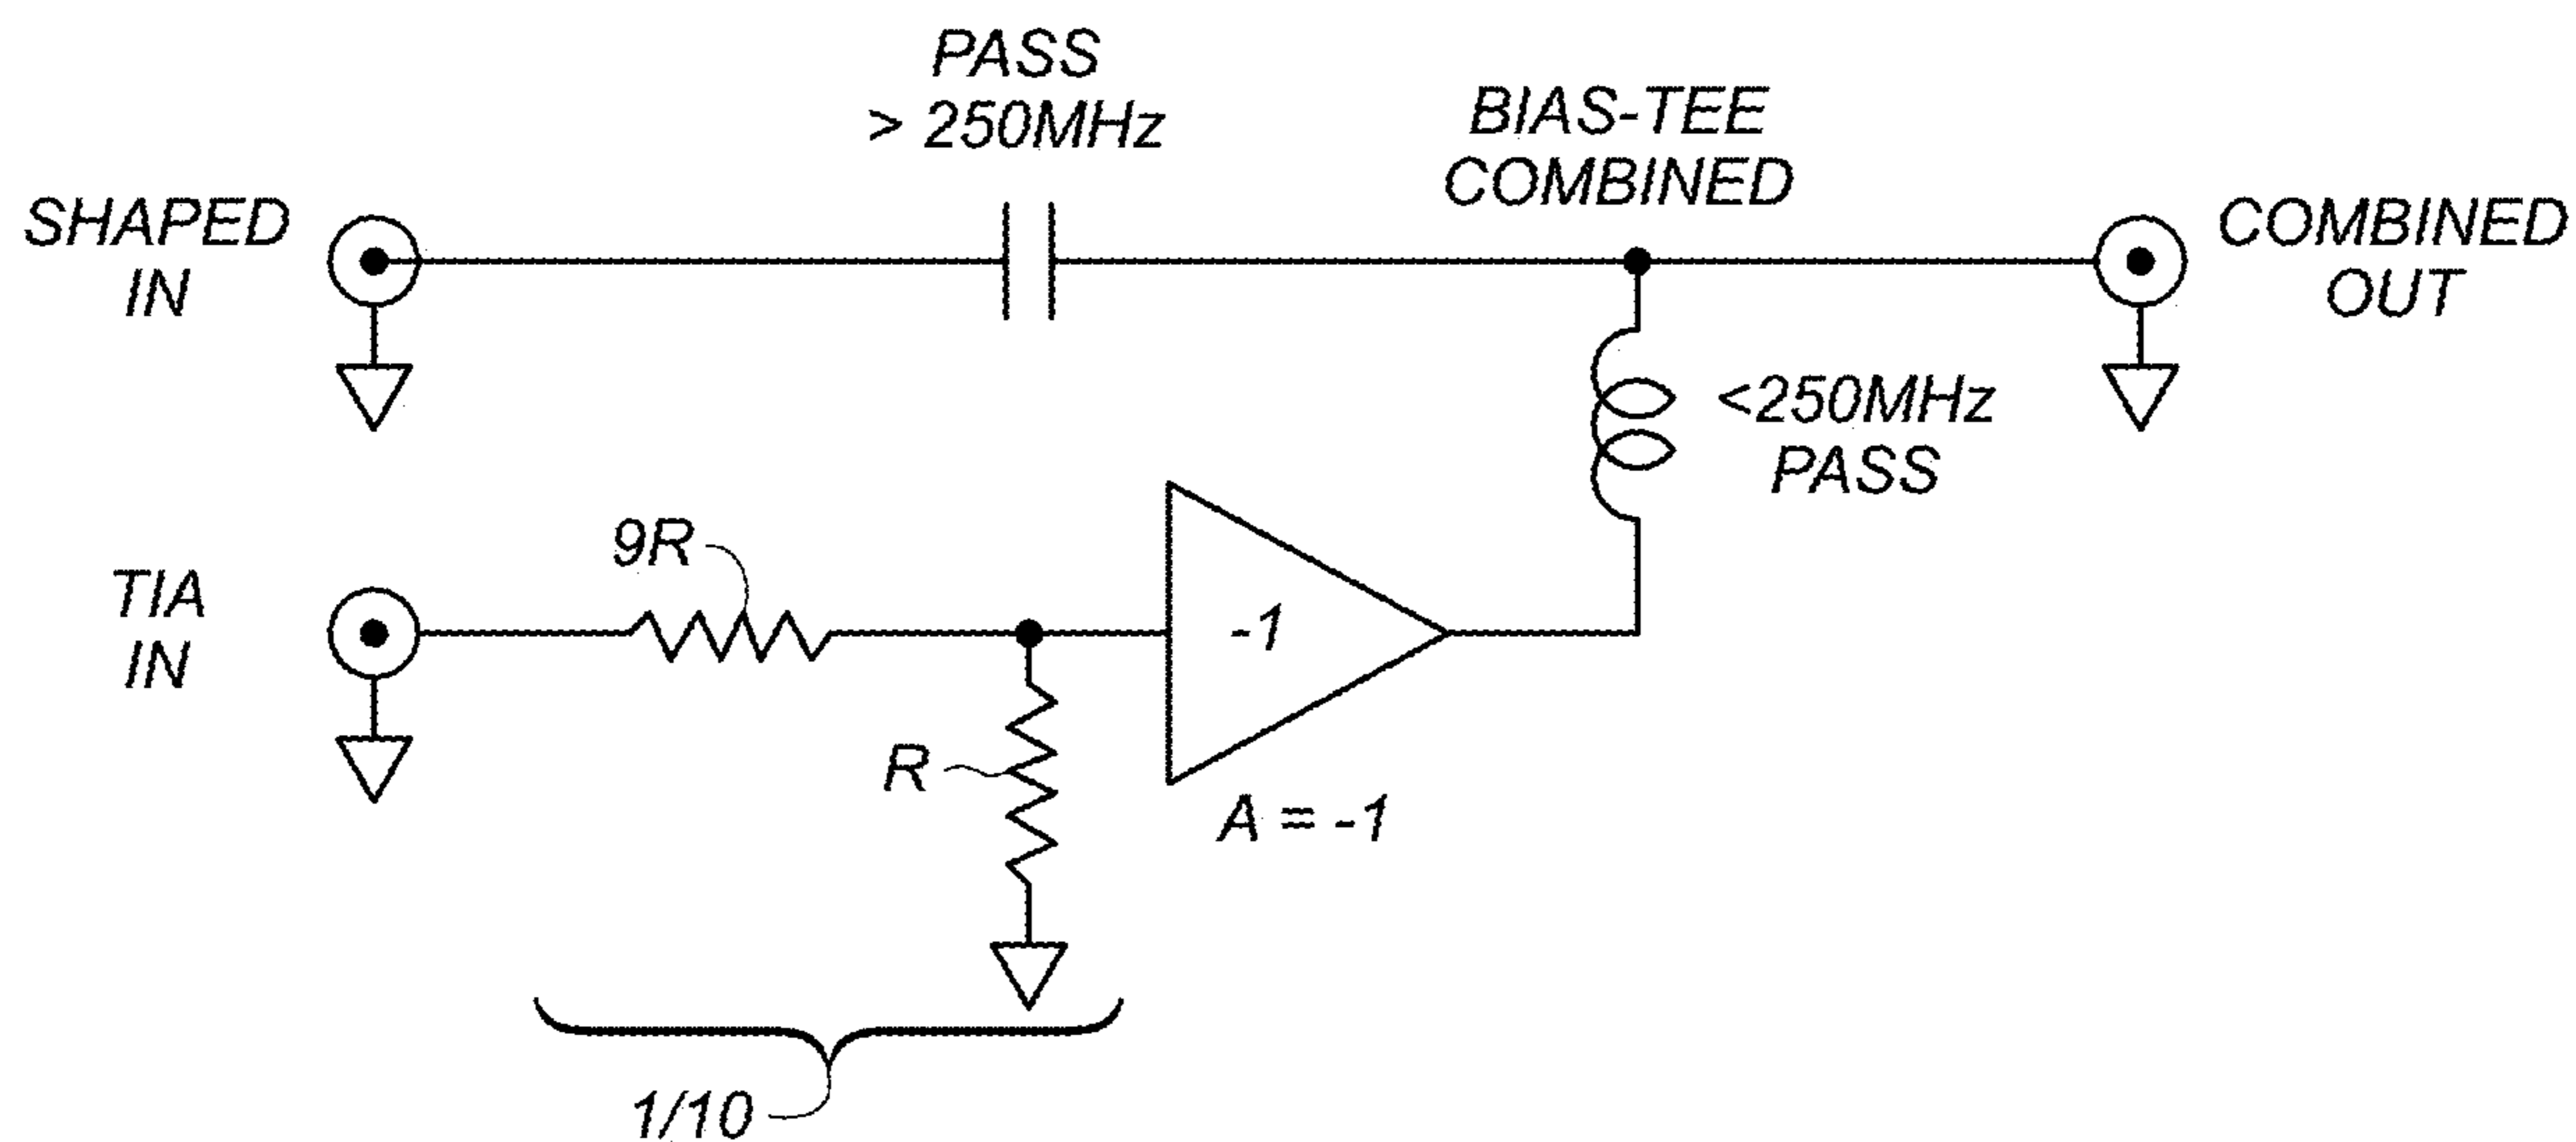 PASS
> 250MHz
BIAS-TEE
COMBINED
SHAPED
IN
COMBINED
OUT
<250MHz
PASS
9R
TIA
IN
-1
R
A = -1
1/10